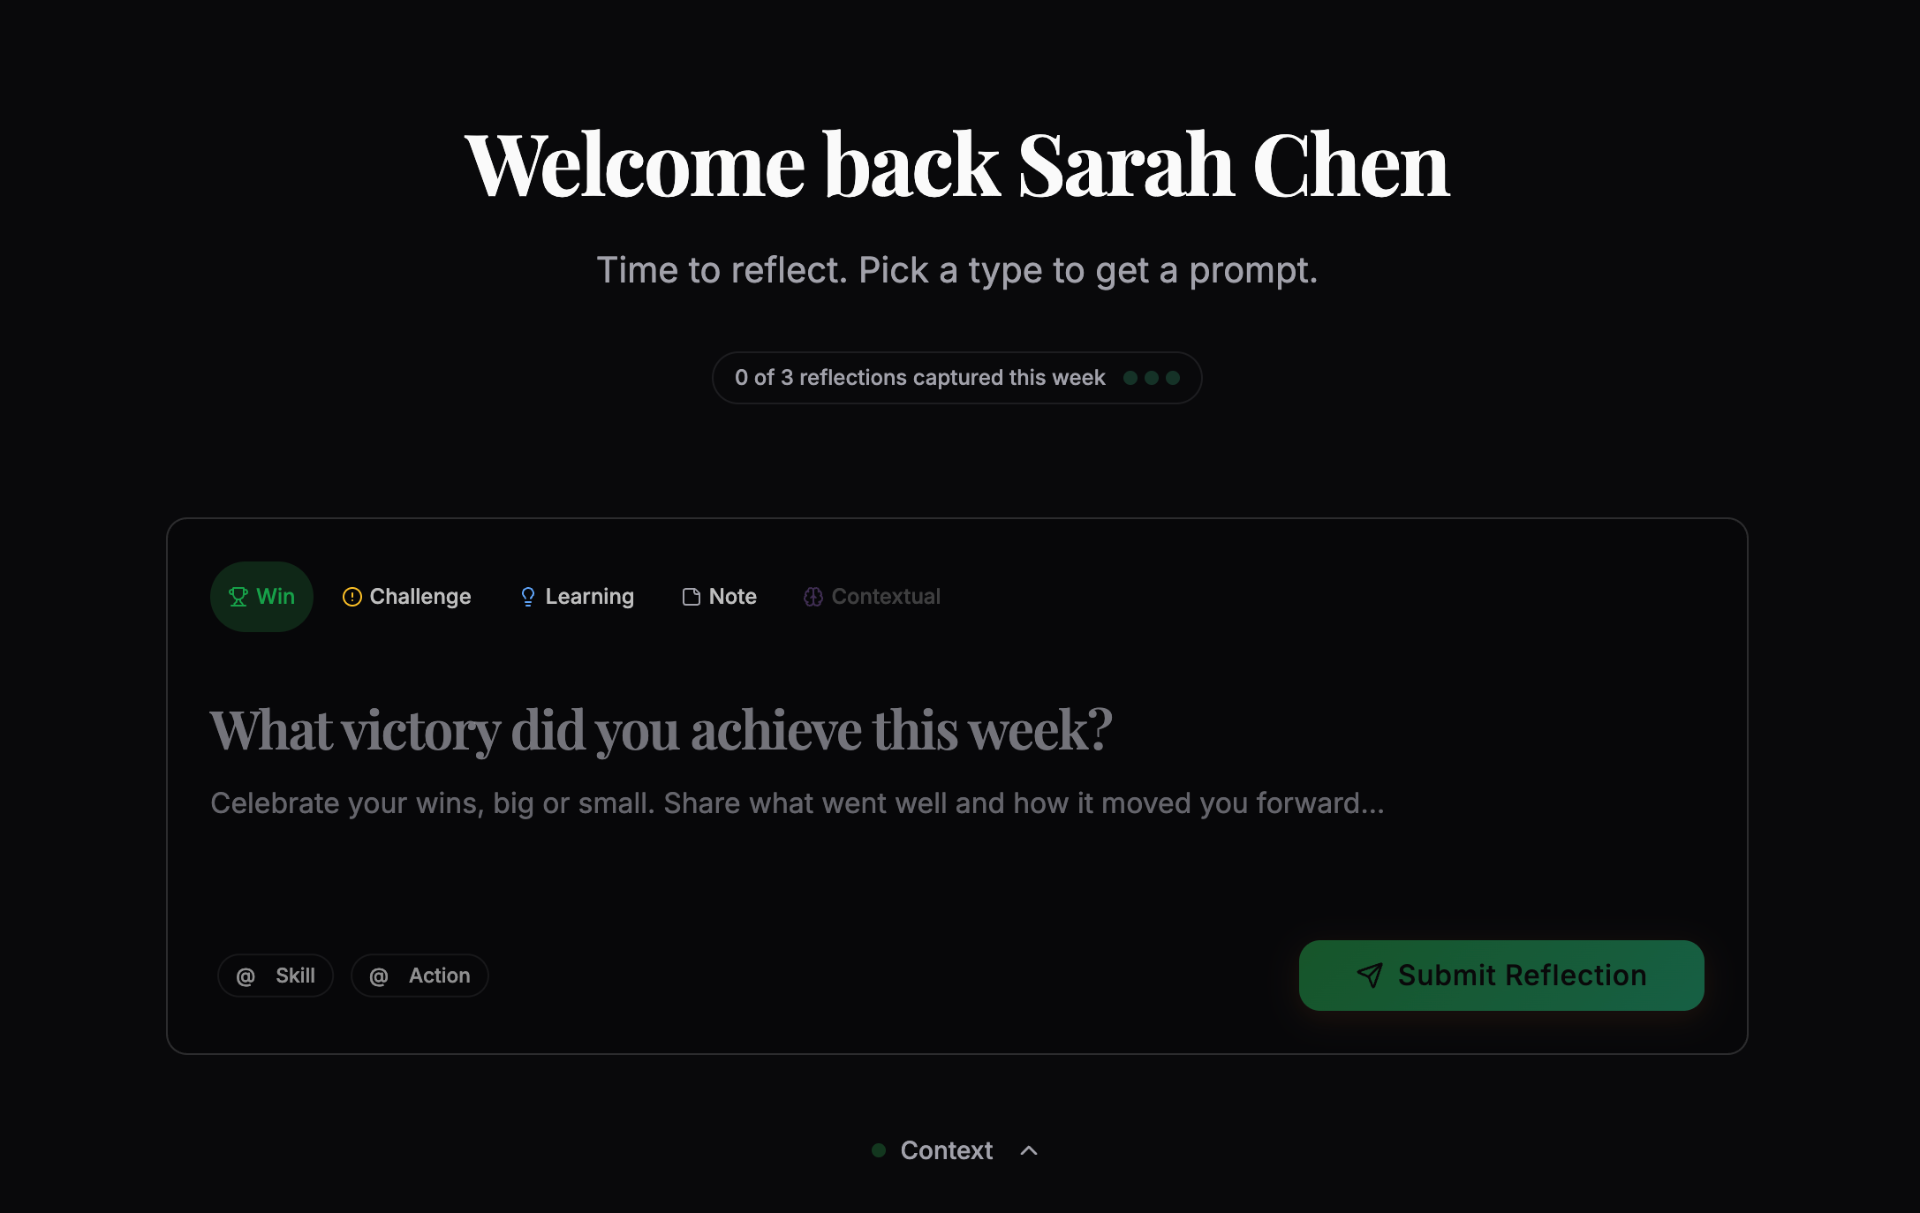 Welcome back Sarah Chen
Time to reflect. Pick a type to get a prompt.
0 of 3 reflections captured this week
Win
Challenge
Learning
Note
Contextual
What victory did you achieve this week?
Celebrate your wins, big or small. Share what went well and how it moved you forward...
@ Skill
@ Action
Submit Reflection
Context